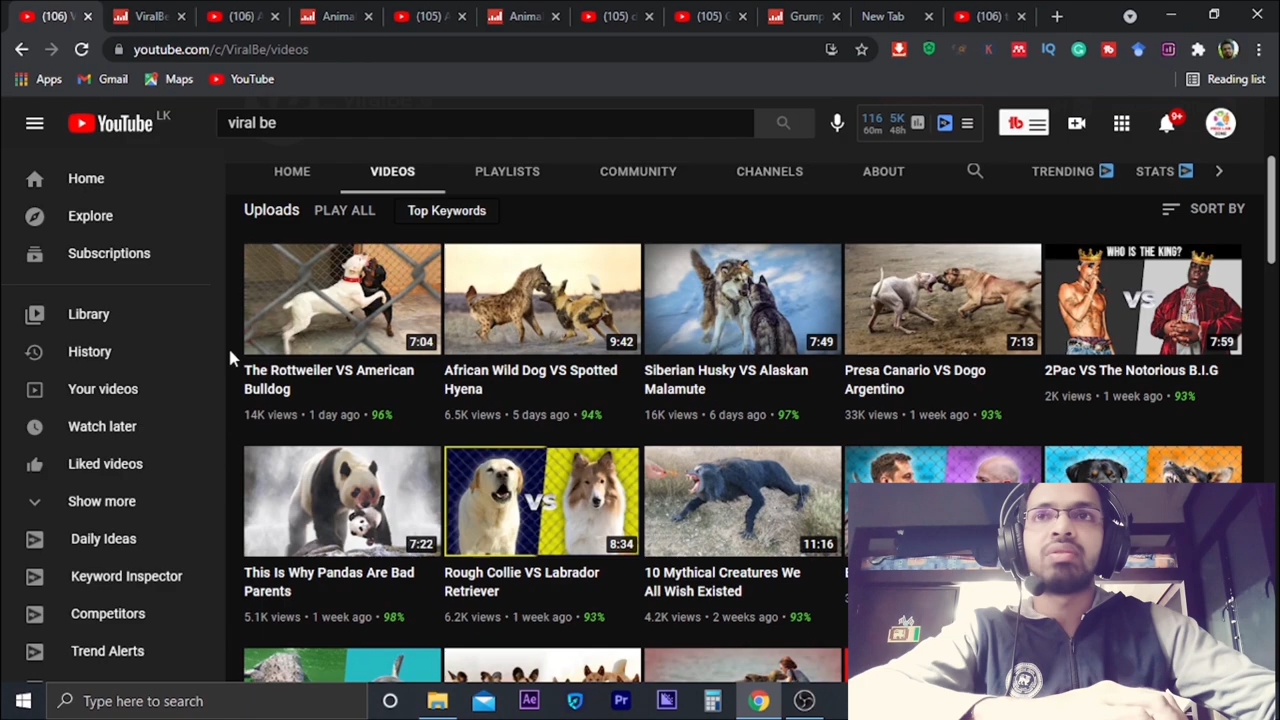 (106) V
ViralBe
(106) A
Anima
(105) A
Anima
(105) d
(105) G
Grump
New Tab
(106) t
youtube.com/c/ViralBe/videos
IQ
Apps
Gmail
Maps
YouTube
Reading list
YouTube LK
viral be
116 5K
60m 48h
tb
9+
HOME
VIDEOS
PLAYLISTS
COMMUNITY
CHANNELS
ABOUT
TRENDING
STATS
Home
Explore
Subscriptions
Library
History
Your videos
Watch later
Liked videos
Show more
Daily Ideas
Keyword Inspector
Competitors
Trend Alerts
Uploads
PLAY ALL
Top Keywords
SORT BY
7:04
9:42
7:49
7:13
WHO IS THE KING?
VS
7:59
The Rottweiler VS American
Bulldog
14K views • 1 day ago • 96%
African Wild Dog VS Spotted
Hyena
6.5K views • 5 days ago • 94%
Siberian Husky VS Alaskan
Malamute
16K views • 6 days ago • 97%
Presa Canario VS Dogo
Argentino
33K views • 1 week ago • 93%
2Pac VS The Notorious B.I.G
2K views • 1 week ago • 93%
7:22
VS
8:34
11:16
This Is Why Pandas Are Bad
Parents
5.1K views • 1 week ago • 98%
Rough Collie VS Labrador
Retriever
6.2K views • 1 week ago • 93%
10 Mythical Creatures We
All Wish Existed
4.2K views • 2 weeks ago • 93%
Type here to search
Ae
Pr